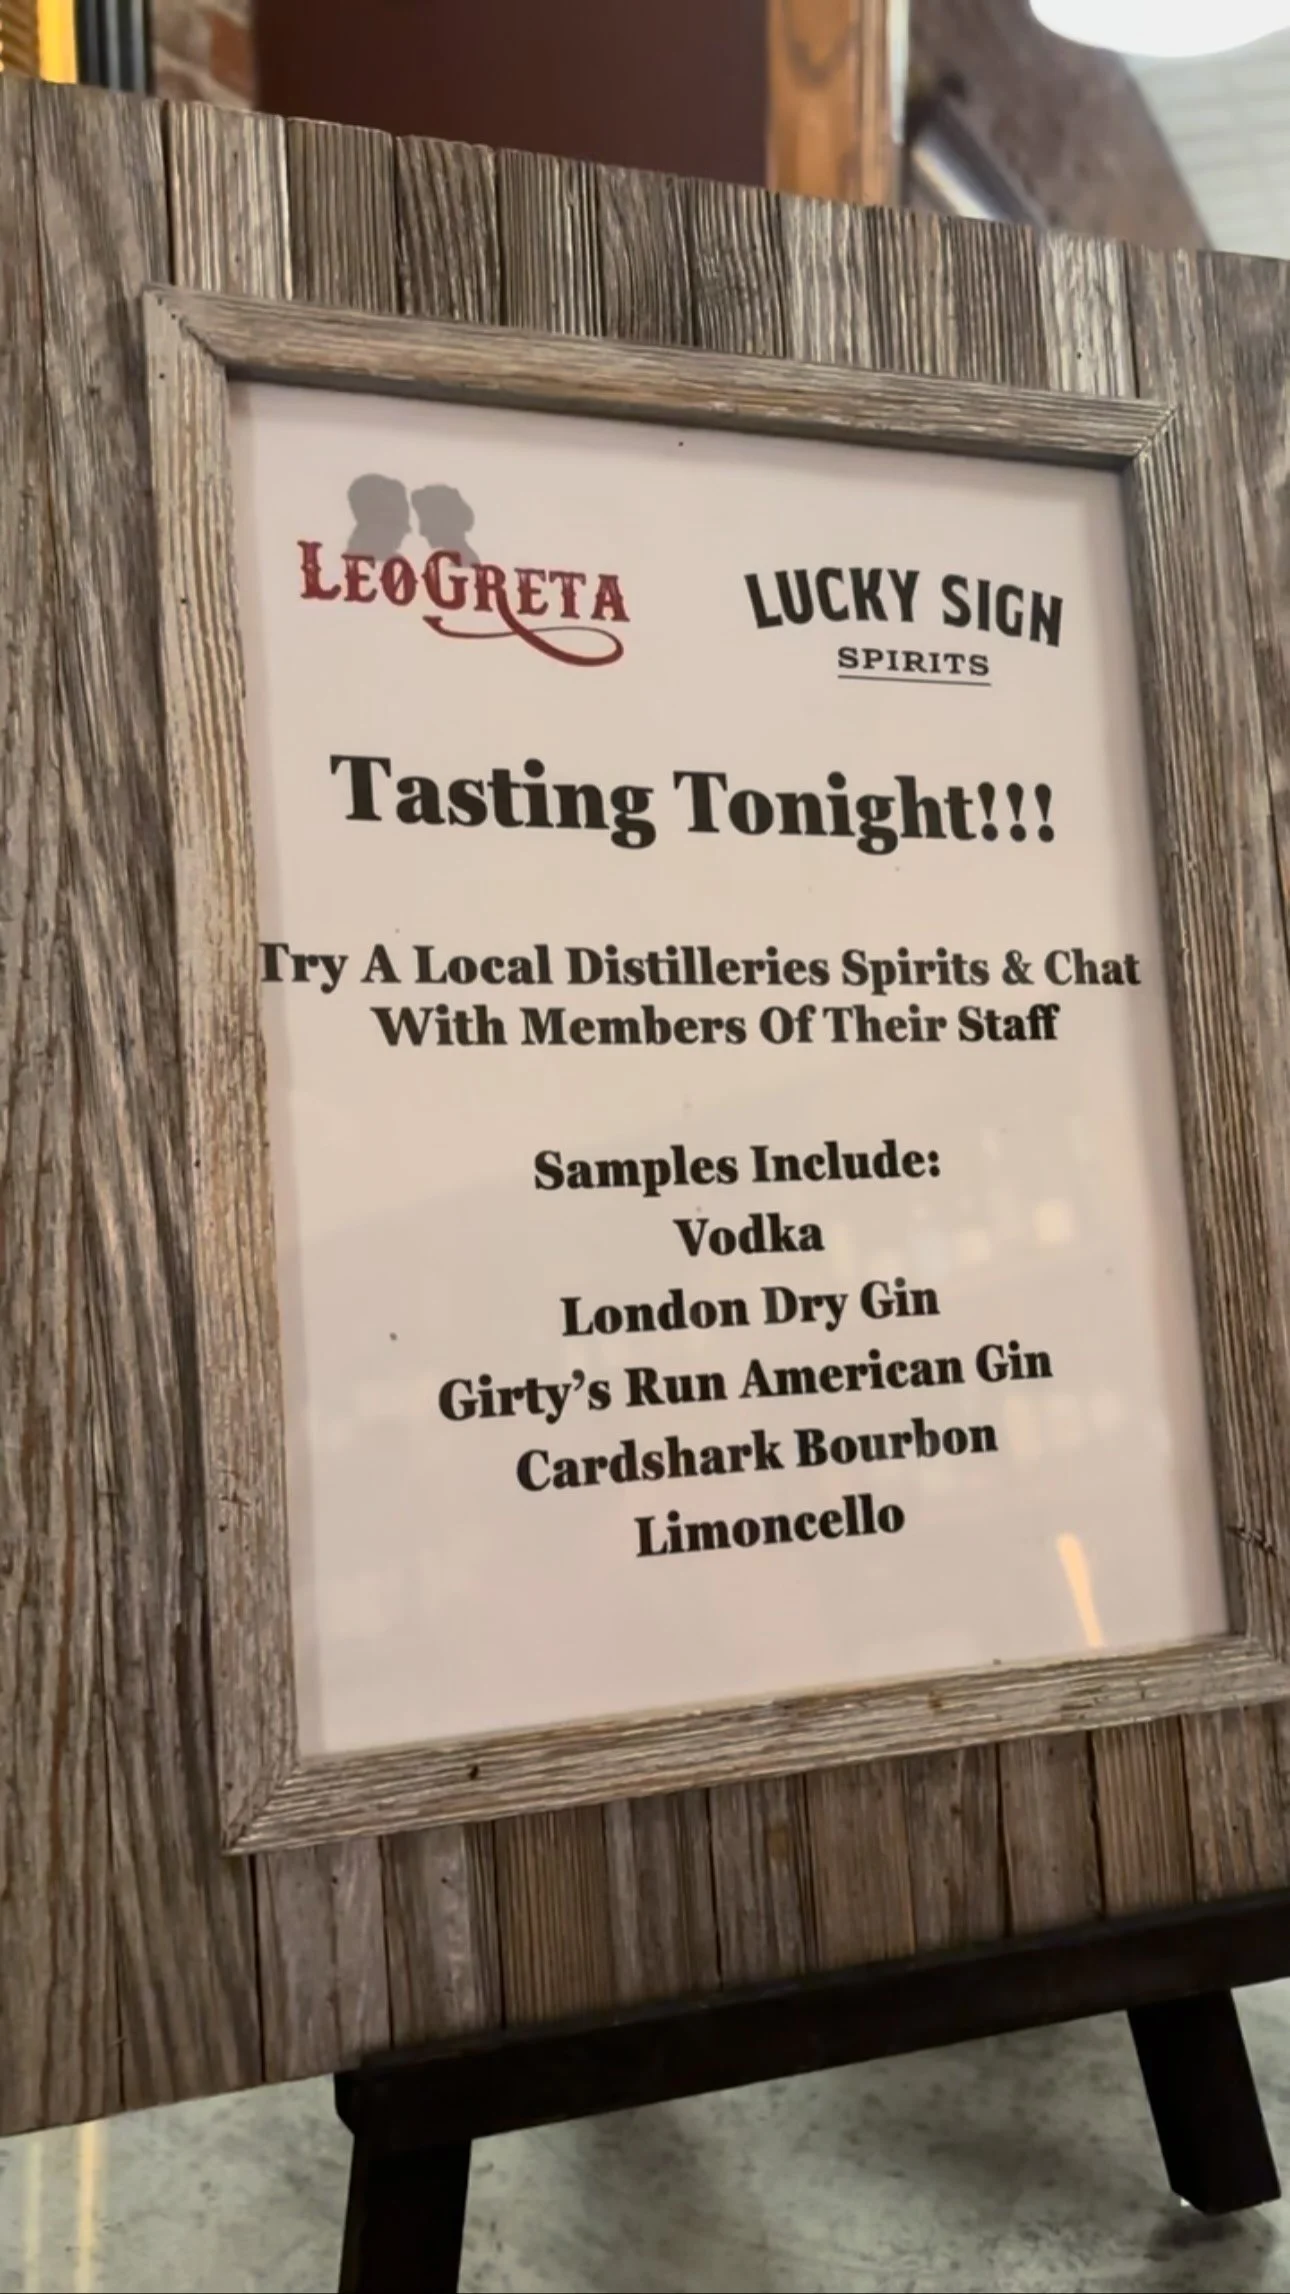 LEOGRETA
LUCKY SIGN
SPIRITS
Tasting Tonight!!!
Try A Local Distilleries Spirits & Chat
With Members Of Their Staff
Samples Include:
Vodka
London Dry Gin
Girty’s Run American Gin
Cardshark Bourbon
Limoncello